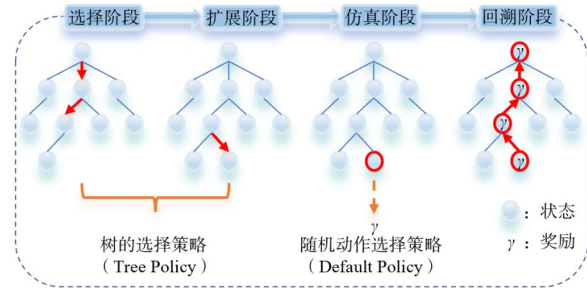 选择阶段
扩展阶段
仿真阶段
回溯阶段
γ
γ
γ
γ
γ
树的选择策略
（Tree Policy）
随机动作选择策略
（Default Policy）
：状态
γ：奖励